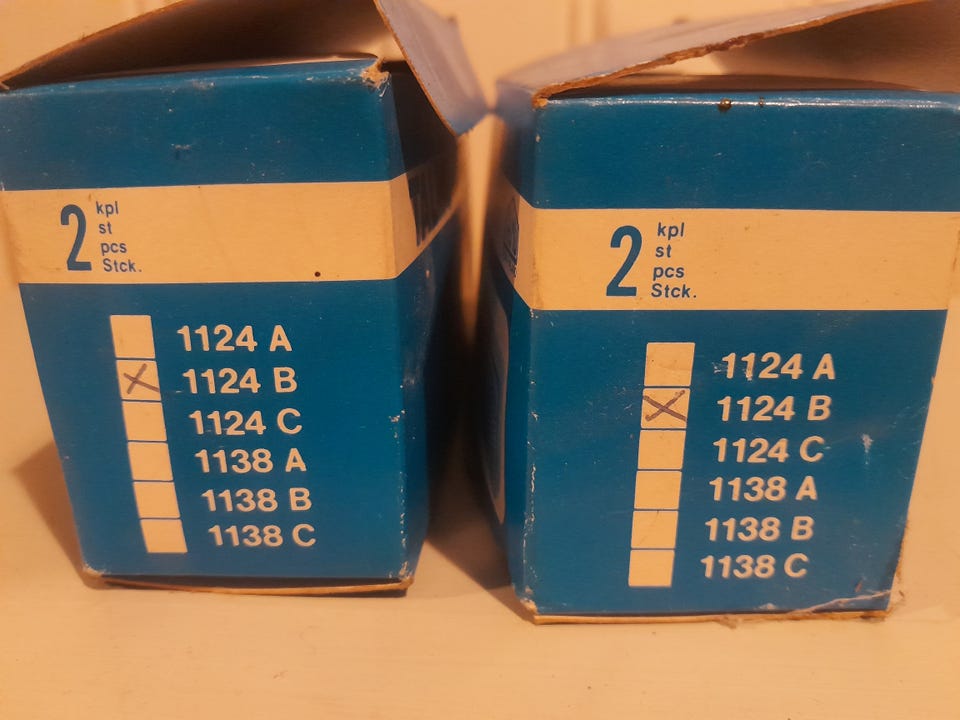 2 kpl
st
pcs
Stck.
1124 A
1124 B
1124 C
1138 A
1138 B
1138 C
2 kpl
st
pcs
Stck.
1124 A
1124 B
1124 C
1138 A
1138 B
1138 C